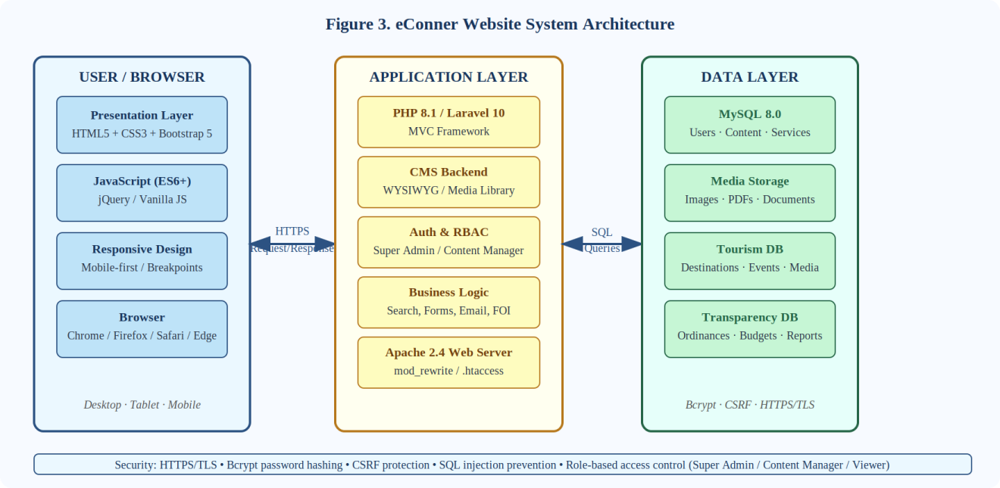 Figure 3. eConner Website System Architecture
USER / BROWSER
Presentation Layer
HTML5 + CSS3 + Bootstrap 5
JavaScript (ES6+)
jQuery / Vanilla JS
Responsive Design
Mobile-first / Breakpoints
Browser
Chrome / Firefox / Safari / Edge
Desktop · Tablet · Mobile
HTTPS
Request/Response
APPLICATION LAYER
PHP 8.1 / Laravel 10
MVC Framework
CMS Backend
WYSIWYG / Media Library
Auth & RBAC
Super Admin / Content Manager
Business Logic
Search, Forms, Email, FOI
Apache 2.4 Web Server
mod_rewrite / .htaccess
SQL
Queries
DATA LAYER
MySQL 8.0
Users · Content · Services
Media Storage
Images · PDFs · Documents
Tourism DB
Destinations · Events · Media
Transparency DB
Ordinances · Budgets · Reports
Bcrypt · CSRF · HTTPS/TLS
Security: HTTPS/TLS • Bcrypt password hashing • CSRF protection • SQL injection prevention • Role-based access control (Super Admin / Content Manager / Viewer)